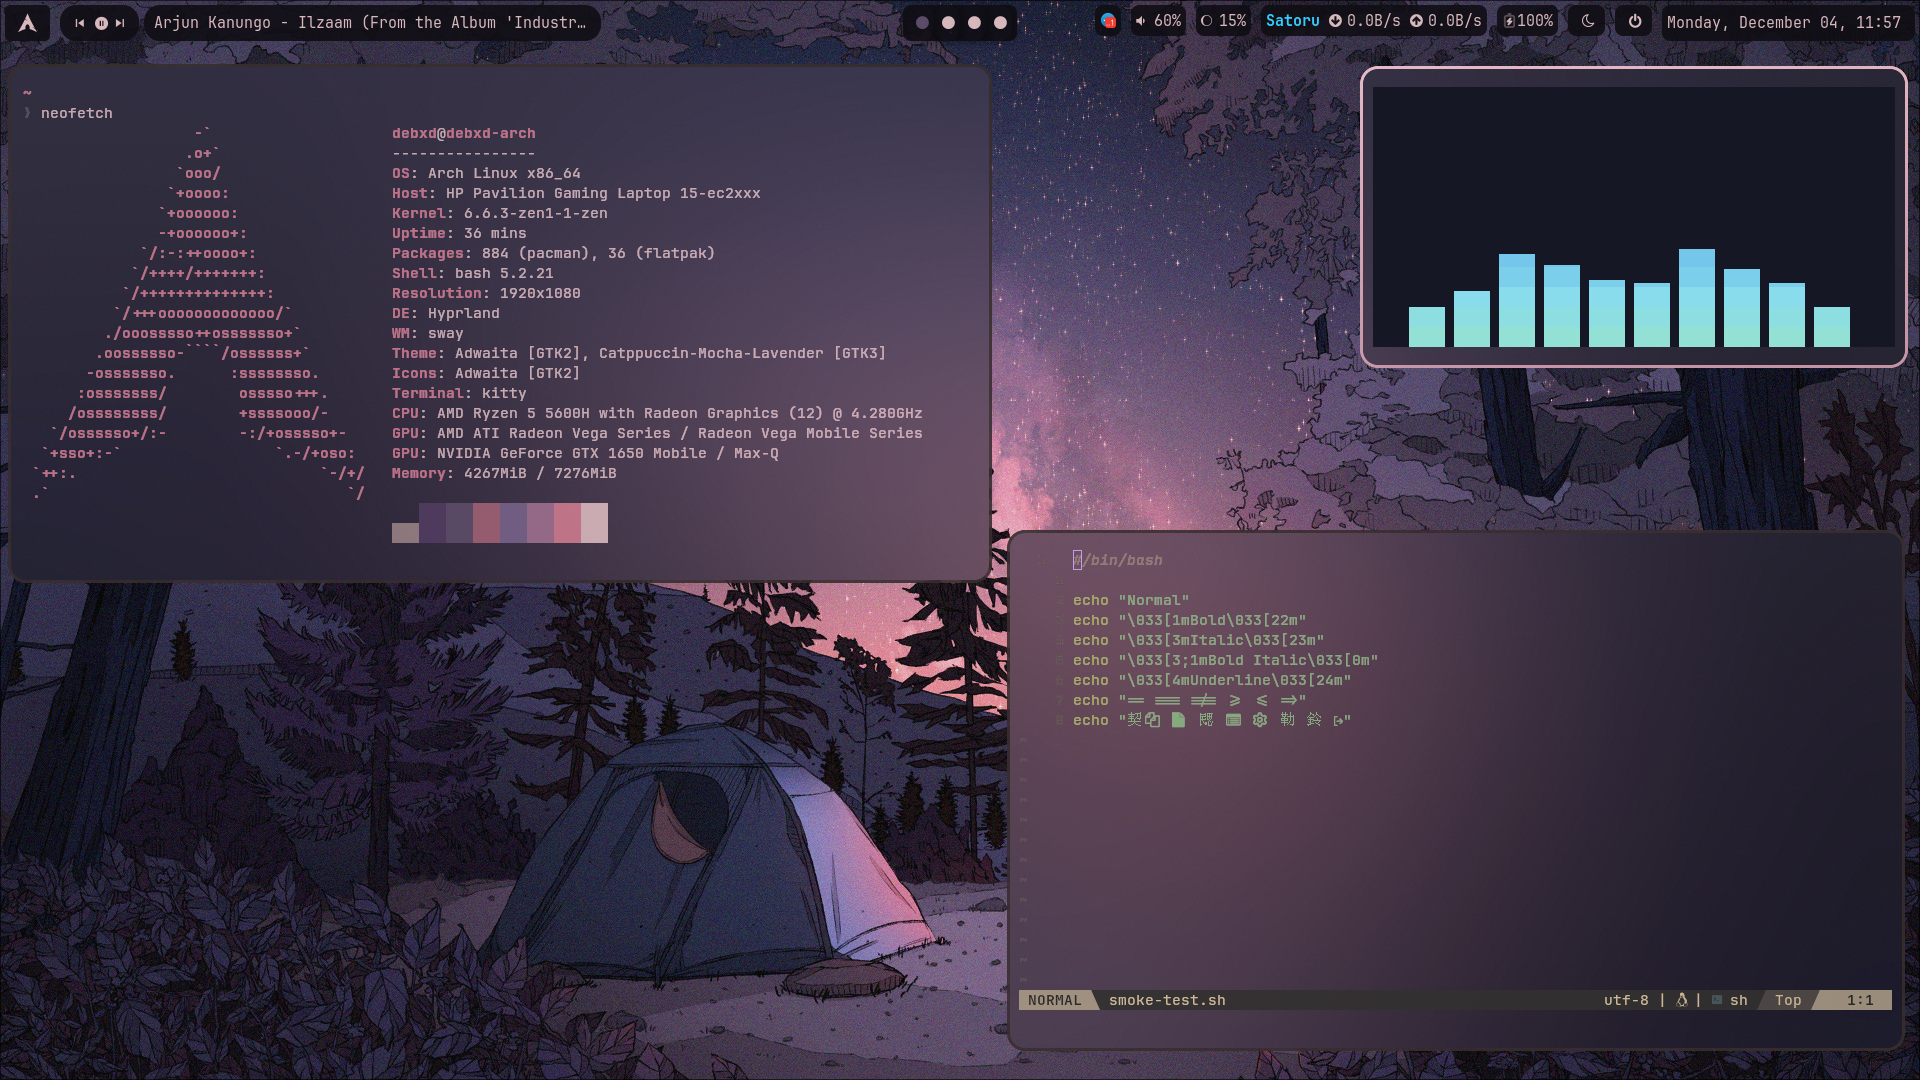 Arjun Kanungo - Ilzaam (From the Album 'Industr…
60%
15%
Satoru 0.0B/s 0.0B/s
100%
Monday, December 04, 11:57
~
❯ neofetch
debxd@debxd-arch
----------------
OS: Arch Linux x86_64
Host: HP Pavilion Gaming Laptop 15-ec2xxx
Kernel: 6.6.3-zen1-1-zen
Uptime: 36 mins
Packages: 884 (pacman), 36 (flatpak)
Shell: bash 5.2.21
Resolution: 1920x1080
DE: Hyprland
WM: sway
Theme: Adwaita [GTK2], Catppuccin-Mocha-Lavender [GTK3]
Icons: Adwaita [GTK2]
Terminal: kitty
CPU: AMD Ryzen 5 5600H with Radeon Graphics (12) @ 4.280GHz
GPU: AMD ATI Radeon Vega Series / Radeon Vega Mobile Series
GPU: NVIDIA GeForce GTX 1650 Mobile / Max-Q
Memory: 4267MiB / 7276MiB
#/bin/bash
echo "Normal"
echo "\033[1mBold\033[22m"
echo "\033[3mItalic\033[23m"
echo "\033[3;1mBold Italic\033[0m"
echo "\033[4mUnderline\033[24m"
echo "== === !== >= <= =>"
echo "契 勒 鈴 "
NORMAL smoke-test.sh utf-8 | | sh Top 1:1